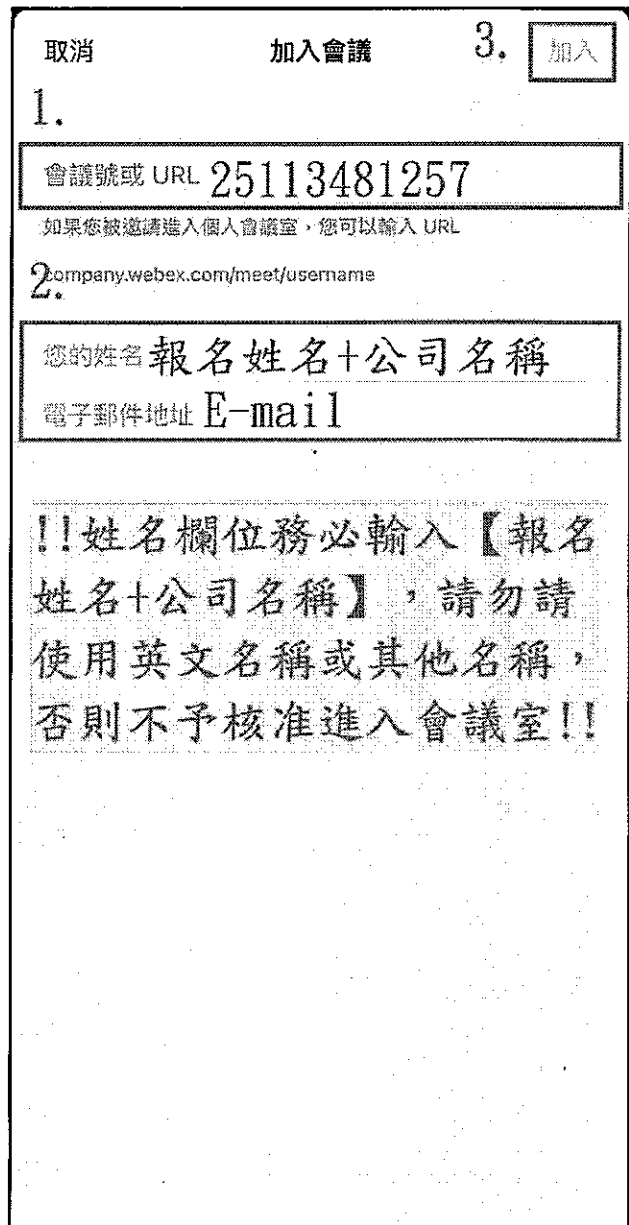 取消 加入會議 3. 加入
1.
會議號或 URL 25113481257
如果您被邀請進入個人會議室，您可以輸入 URL
company.webex.com/meet/username
2.
您的姓名 報名姓名+公司名稱
電子郵件地址 E-mail
!!姓名欄位務必輸入【報名
姓名+公司名稱】，請勿請
使用英文名稱或其他名稱，
否則不予核准進入會議室!!